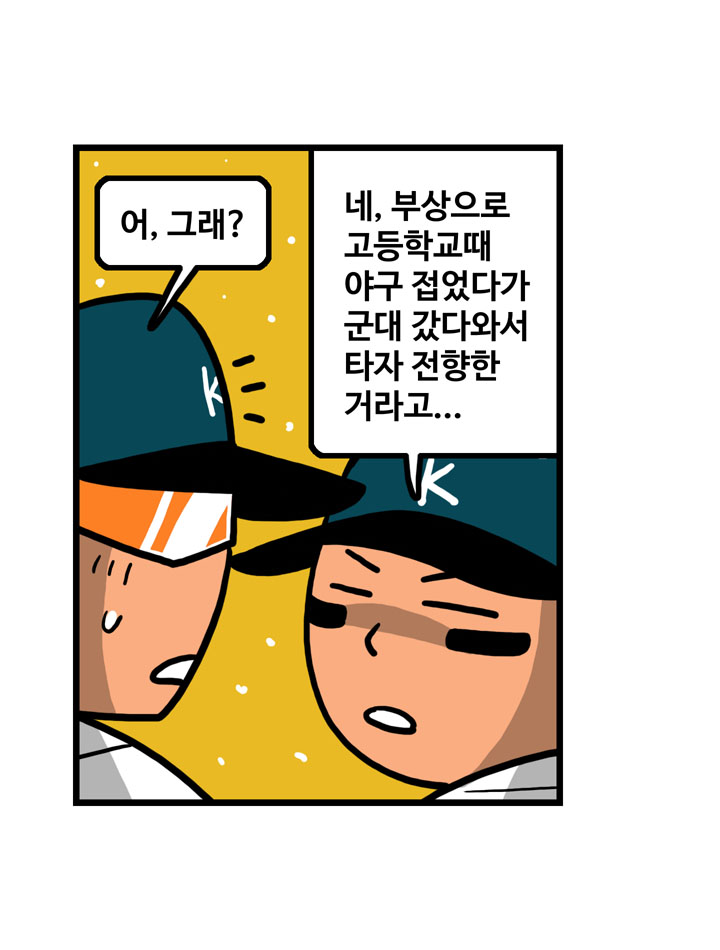 어, 그래?
네, 부상으로
고등학교때
야구 접었다가
군대 갔다와서
타자 전향한
거라고...
K
K